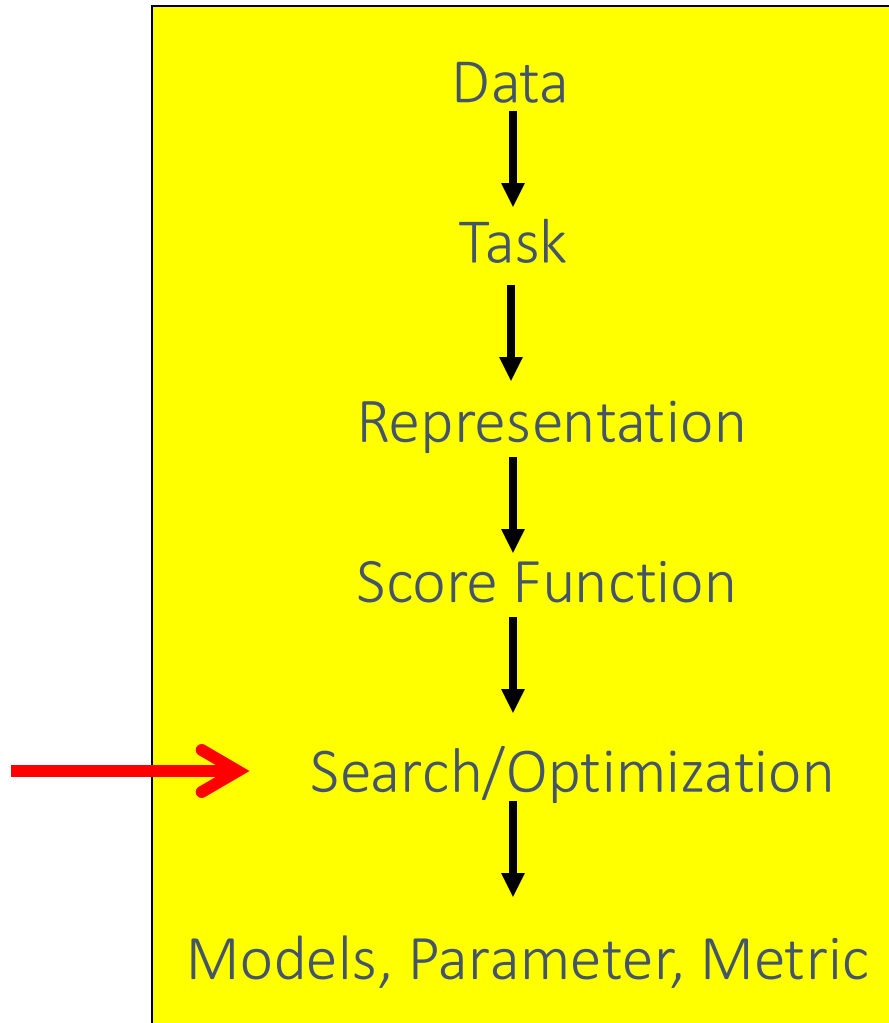 Data
Task
Representation
Score Function
Search/Optimization
Models, Parameter, Metric